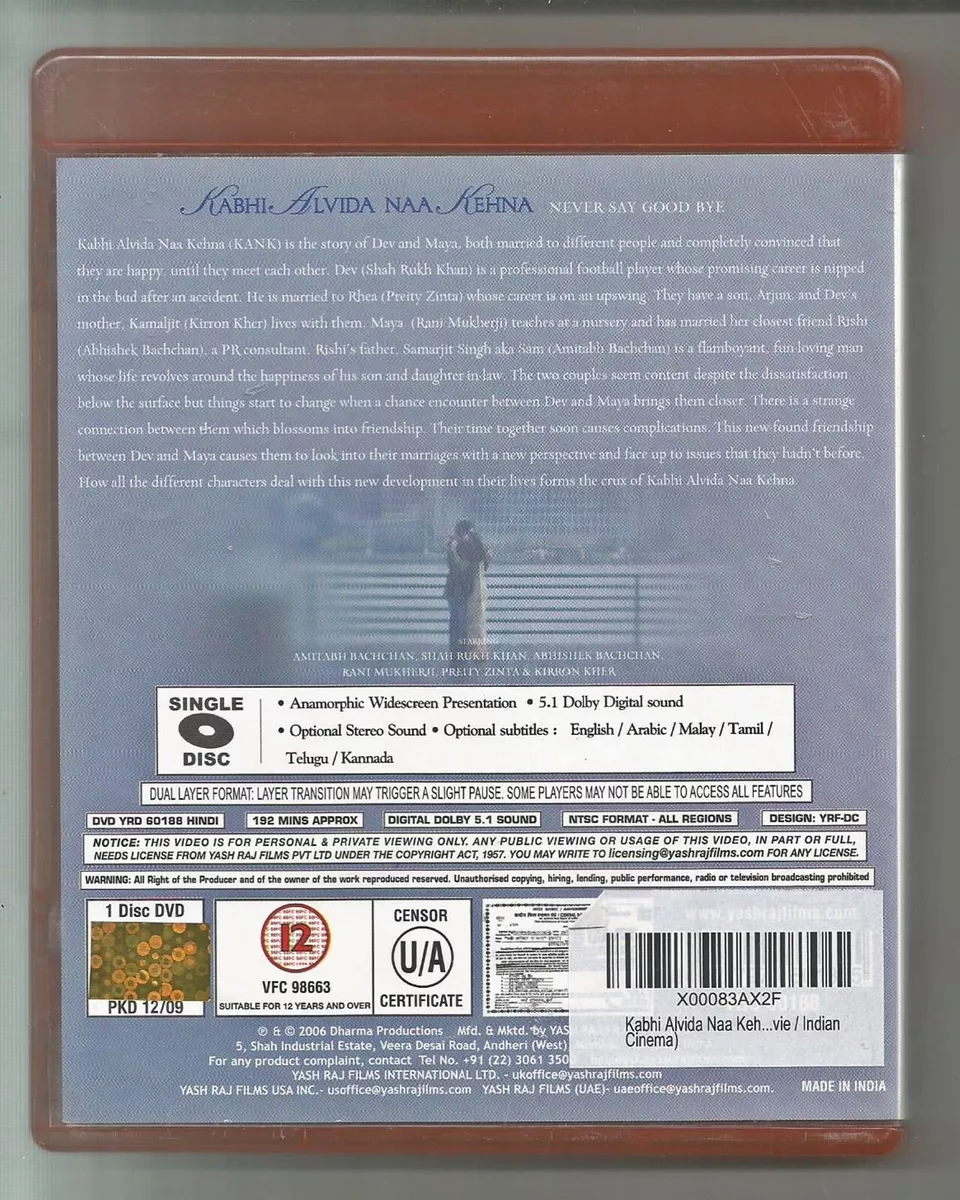 KABHI ALVIDA NAA KEHNA NEVER SAY GOOD BYE
Kabhi Alvida Naa Kehna (KANK) is the story of Dev and Maya, both married to different people and completely convinced that
they are happy, until they meet each other. Dev (Shah Rukh Khan) is a professional football player whose promising career is nipped
in the bud after an accident. He is married to Rhea (Preity Zinta) whose career is on an upswing. They have a son, Arjun, and Dev's
mother, Kamaljit (Kirron Kher) lives with them. Maya (Rani Mukherji) teaches at a nursery and has married her closest friend Rishi
(Abhishek Bachchan), a PR consultant. Rishi's father, Samarjit Singh aka Sam (Amitabh Bachchan) is a flamboyant, fun-loving man
whose life revolves around the happiness of his son and daughter-in-law. The two couples seem content despite the dissatisfaction
below the surface but things start to change when a chance encounter between Dev and Maya brings them closer. There is a strange
connection between them which blossoms into friendship. Their time together soon causes complications. This new found friendship
between Dev and Maya causes them to look into their marriages with a new perspective and face up to issues that they hadn't before.
How all the different characters deal with this new development in their lives forms the crux of Kabhi Alvida Naa Kehna.
STARRING
AMITABH BACHCHAN, SHAH RUKH KHAN, ABHISHEK BACHCHAN,
RANI MUKHERJI, PREITY ZINTA & KIRRON KHER
SINGLE DISC
• Anamorphic Widescreen Presentation • 5.1 Dolby Digital sound
• Optional Stereo Sound • Optional subtitles : English / Arabic / Malay / Tamil /
Telugu / Kannada
DUAL LAYER FORMAT: LAYER TRANSITION MAY TRIGGER A SLIGHT PAUSE. SOME PLAYERS MAY NOT BE ABLE TO ACCESS ALL FEATURES
DVD YRD 60188 HINDI 192 MINS APPROX DIGITAL DOLBY 5.1 SOUND NTSC FORMAT - ALL REGIONS DESIGN: YRF-DC
NOTICE: THIS VIDEO IS FOR PERSONAL & PRIVATE VIEWING ONLY. ANY PUBLIC VIEWING OR USAGE OF THIS VIDEO, IN PART OR FULL,
NEEDS LICENSE FROM YASH RAJ FILMS PVT LTD UNDER THE COPYRIGHT ACT, 1957. YOU MAY WRITE TO licensing@yashrajfilms.com FOR ANY LICENSE.
WARNING: All Right of the Producer and of the owner of the work reproduced reserved. Unauthorised copying, hiring, lending, public performance, radio or television broadcasting prohibited
1 Disc DVD
PKD 12/09
12
VFC 98663
SUITABLE FOR 12 YEARS AND OVER
CENSOR
U/A
CERTIFICATE
www.yashrajfilms.com
X00083AX2F
Kabhi Alvida Naa Keh...vie / Indian
Cinema)
℗ & © 2006 Dharma Productions Mfd. & Mktd. by YAS
5, Shah Industrial Estate, Veera Desai Road, Andheri (West),
For any product complaint, contact Tel No. +91 (22) 3061 350
YASH RAJ FILMS INTERNATIONAL LTD. - ukoffice@yashrajfilms.com
YASH RAJ FILMS USA INC.- usoffice@yashrajfilms.com YASH RAJ FILMS (UAE)- uaeoffice@yashrajfilms.com.
MADE IN INDIA